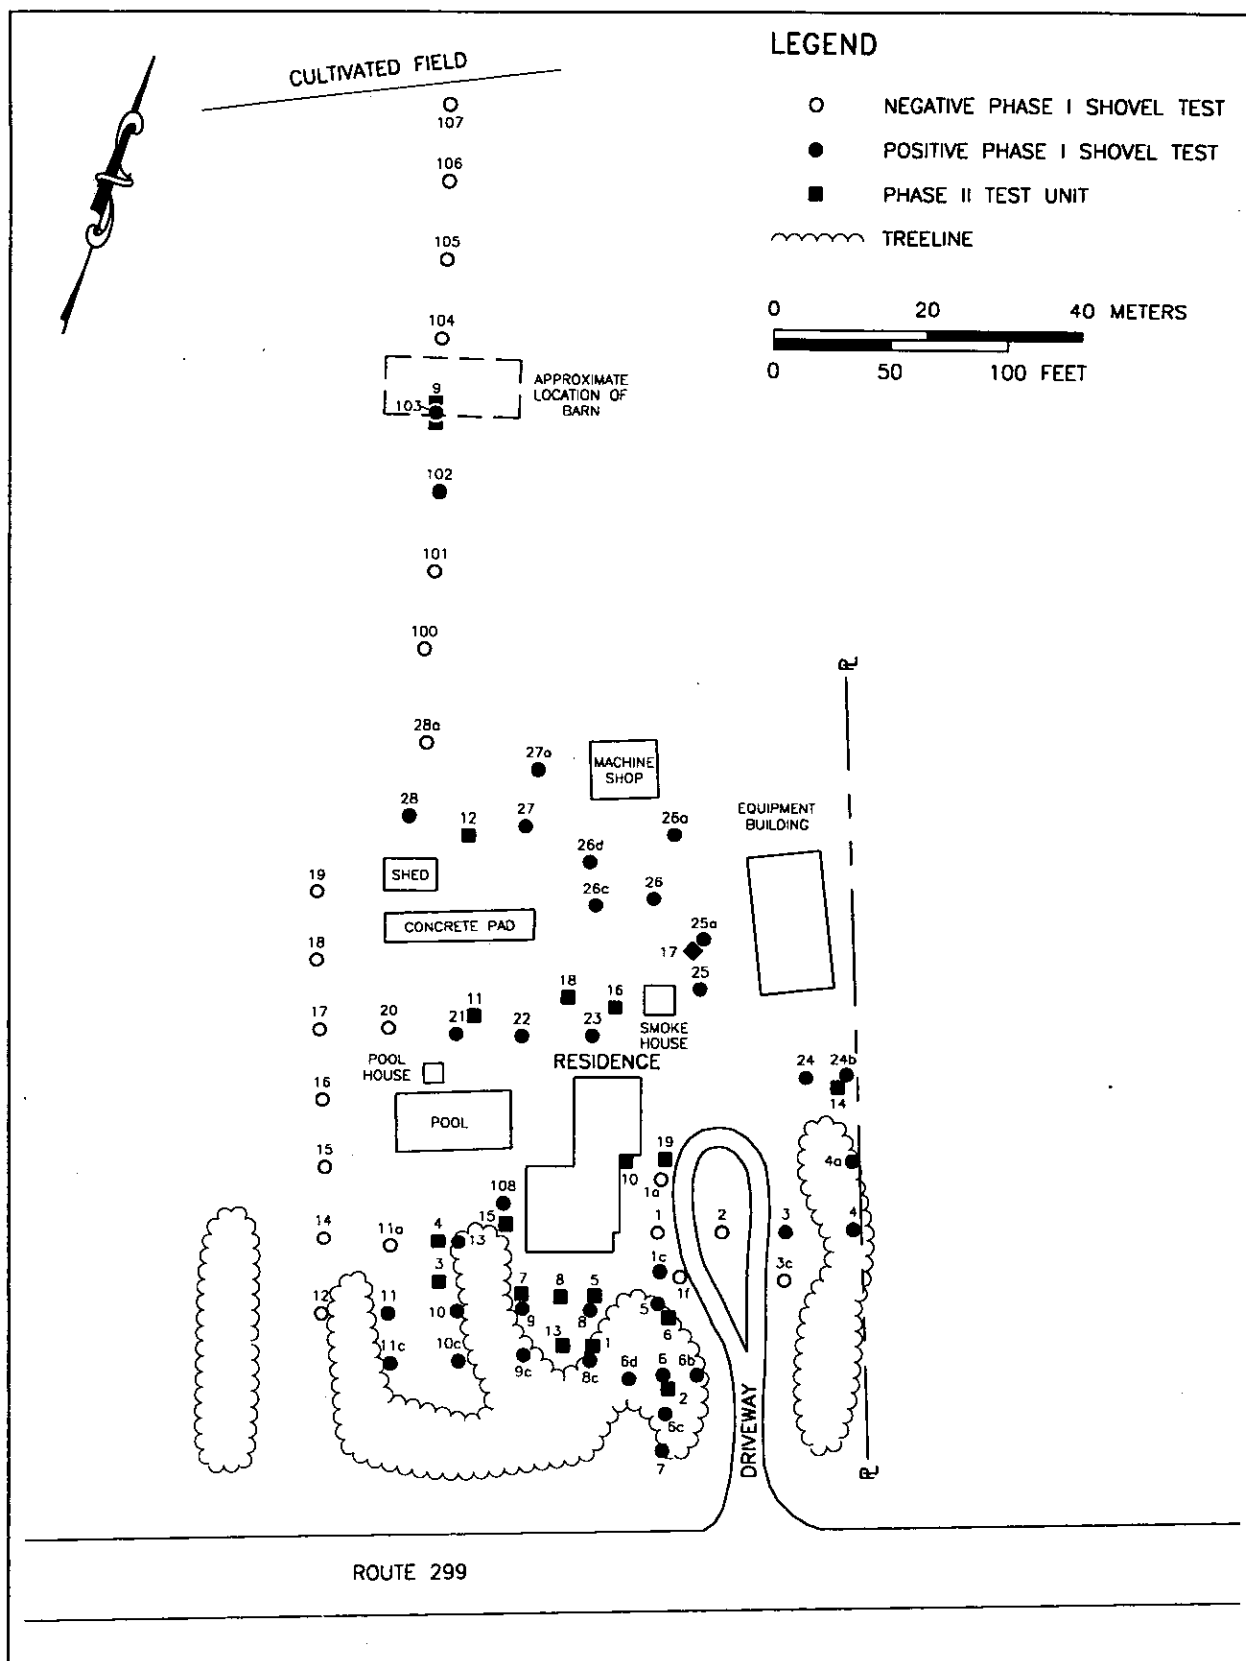 LEGEND
CULTIVATED FIELD
NEGATIVE PHASE I SHOVEL TEST
107
POSITIVE PHASE I SHOVEL TEST
106
PHASE II TEST UNIT
TREELINE
105
0 20 40 METERS
104
0 50 100 FEET
APPROXIMATE
LOCATION OF
BARN
9
103
102
101
100
28a
27a
MACHINE
SHOP
28
12
27
26a
EQUIPMENT
BUILDING
26d
SHED
19
26c
26
CONCRETE PAD
25a
18
17
25
18
16
11
17
20
21
22
23
SMOKE
HOUSE
RESIDENCE
POOL
HOUSE
24
24b
16
14
POOL
15
10
19
4a
1a
108
15
14
11a
4
13
1
2
3
4
3
1c
1f
3c
7
8
5
12
11
10
9
8
5
6
13
1
11c
10c
9c
8c
6d
6
6b
2
6c
7
DRIVEWAY
PL
PL
ROUTE 299